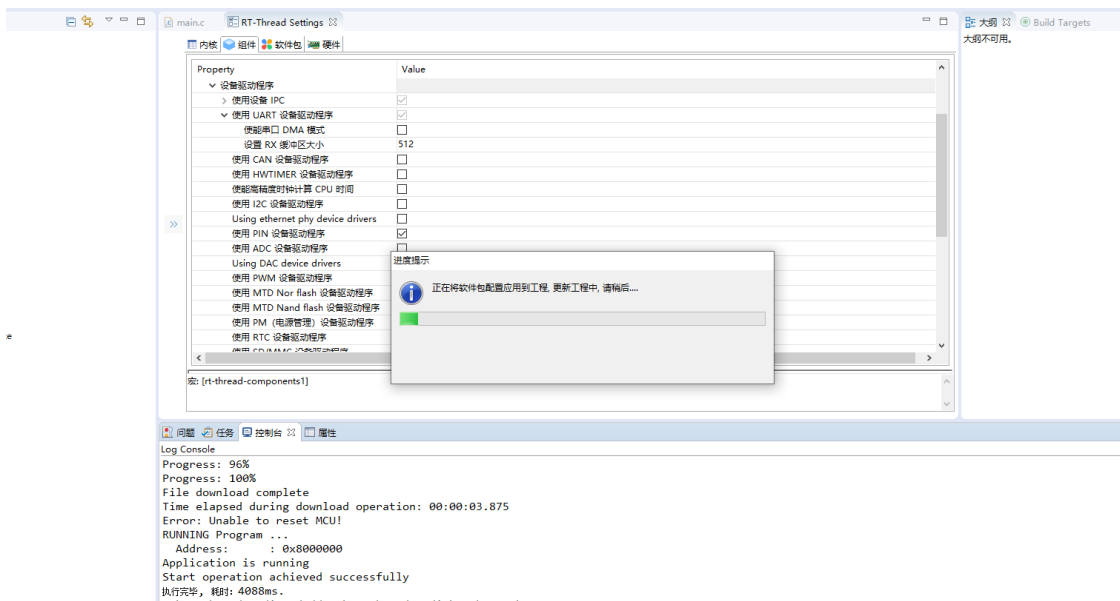 main.c RT-Thread Settings
大纲 Build Targets
内核 组件 软件包 硬件
大纲不可用。
Property Value
设备驱动程序
使用设备 IPC
使用 UART 设备驱动程序
使能串口 DMA 模式
设置 RX 缓冲区大小 512
使用 CAN 设备驱动程序
使用 HWTIMER 设备驱动程序
使能高精度时钟计算 CPU 时间
使用 I2C 设备驱动程序
Using ethernet phy device drivers
使用 PIN 设备驱动程序
使用 ADC 设备驱动程序
Using DAC device drivers
使用 PWM 设备驱动程序
使用 MTD Nor flash 设备驱动程序
使用 MTD Nand flash 设备驱动程序
使用 PM (电源管理) 设备驱动程序
使用 RTC 设备驱动程序
使用 SD/MMC 设备驱动程序
进度提示
正在将软件包配置应用到工程, 更新工程中, 请稍后....
宏: [rt-thread-components1]
问题 任务 控制台 属性
Log Console
Progress: 96%
Progress: 100%
File download complete
Time elapsed during download operation: 00:00:03.875
Error: Unable to reset MCU!
RUNNING Program ...
Address: : 0x8000000
Application is running
Start operation achieved successfully
执行完毕, 耗时: 4088ms.